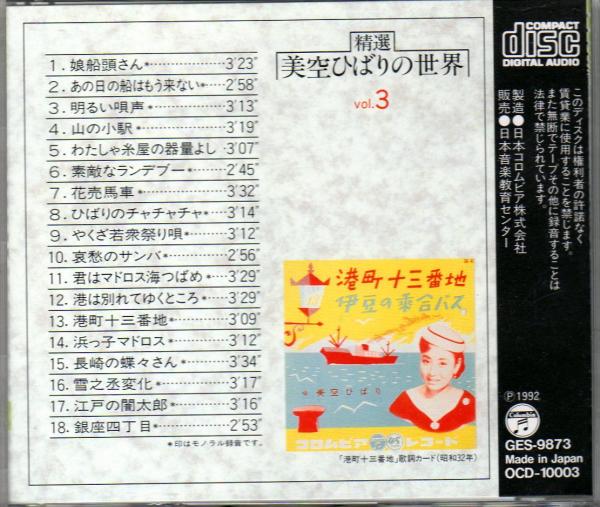 精選
美空ひばりの世界
vol.3
1. 娘船頭さん*………………3′23″
2. あの日の船はもう来ない*…2′58″
3. 明るい唄声*………………3′13″
4. 山の小駅*…………………3′19″
5. わたしゃ糸屋の器量よし 3′07″
6. 素敵なランデブー*………2′45″
7. 花売馬車*…………………3′32″
8. ひばりのチャチャチャ*…3′14″
9. やくざ若衆祭り唄*………3′12″
10. 哀愁のサンバ*……………2′56″
11. 君はマドロス海つばめ*…3′29″
12. 港は別れてゆくところ*…3′29″
13. 港町十三番地*……………3′09″
14. 浜っ子マドロス*…………3′12″
15. 長崎の蝶々さん*…………3′34″
16. 雪之丞変化*………………3′17″
17. 江戸の闇太郎*……………3′16″
18. 銀座四丁目*………………2′53″
*印はモノラル録音です。
港町十三番地
伊豆の乗合バス
美空ひばり
コロムビアレコード
「港町十三番地」歌詞カード(昭和32年)
COMPACT
disc
DIGITAL AUDIO
このディスクは権利者の許諾なく
賃貸業に使用することを禁じます。
また無断でテープその他に録音することは
法律で禁じられています。
製造●日本コロムビア株式会社
販売●日本音楽教育センター
Ⓟ1992
Columbia
GES-9873
Made in Japan
OCD-10003